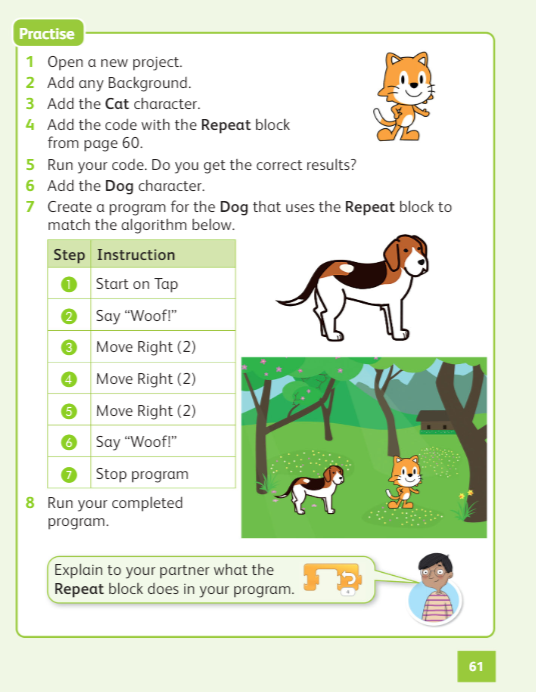 Practise
1 Open a new project.
2 Add any Background.
3 Add the Cat character.
4 Add the code with the Repeat block
from page 60.
5 Run your code. Do you get the correct results?
6 Add the Dog character.
7 Create a program for the Dog that uses the Repeat block to
match the algorithm below.
Step Instruction
1 Start on Tap
2 Say “Woof!”
3 Move Right (2)
4 Move Right (2)
5 Move Right (2)
6 Say “Woof!”
7 Stop program
8 Run your completed
program.
Explain to your partner what the
Repeat block does in your program.
61